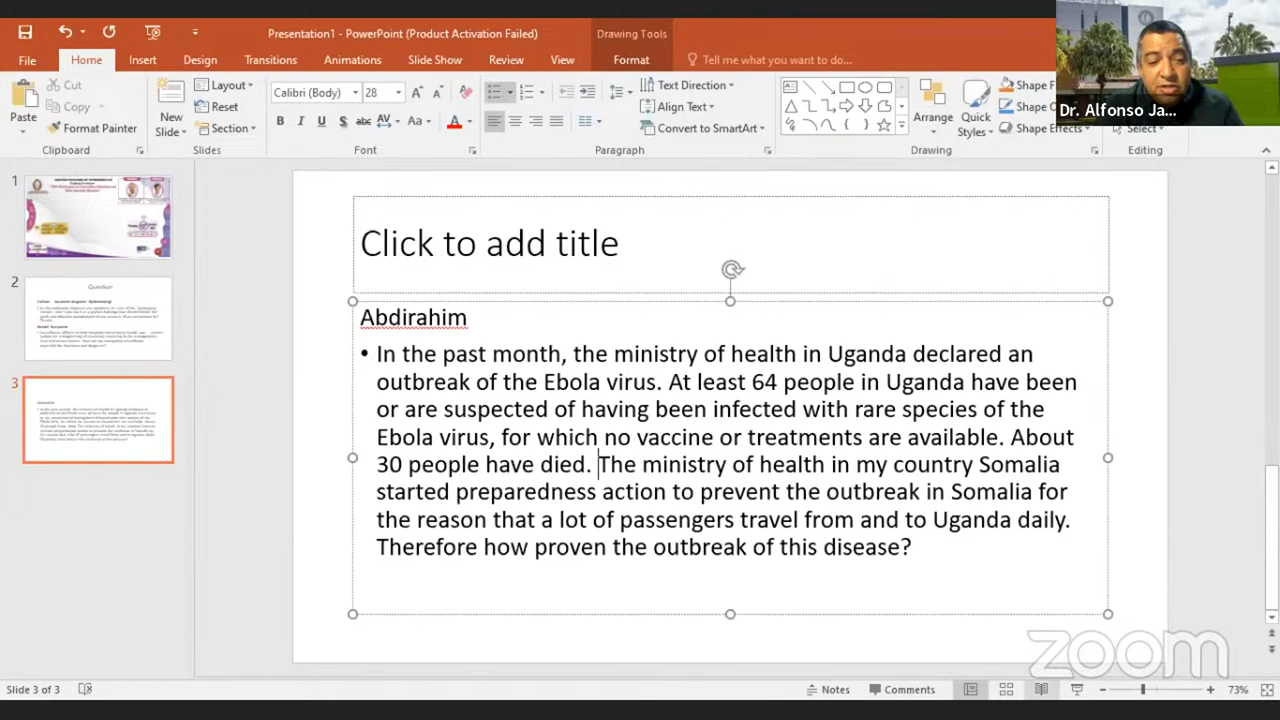 Presentation1 - PowerPoint (Product Activation Failed)
Drawing Tools
File
Home
Insert
Design
Transitions
Animations
Slide Show
Review
View
Format
Tell me what you want to do...
Dr. Alfonso Ja...
Paste
Cut
Copy
Format Painter
Clipboard
New
Slide
Layout
Reset
Section
Slides
Calibri (Body)
28
Font
Paragraph
Text Direction
Align Text
Convert to SmartArt
Arrange
Quick
Styles
Shape
Shape
Shape Effects
Drawing
Select
Editing
1
2
Question
3
Click to add title
Abdirahim
• In the past month, the ministry of health in Uganda declared an
outbreak of the Ebola virus. At least 64 people in Uganda have been
or are suspected of having been infected with rare species of the
Ebola virus, for which no vaccine or treatments are available. About
30 people have died. The ministry of health in my country Somalia
started preparedness action to prevent the outbreak in Somalia for
the reason that a lot of passengers travel from and to Uganda daily.
Therefore how proven the outbreak of this disease?
zoom
Slide 3 of 3
Notes
Comments
73%